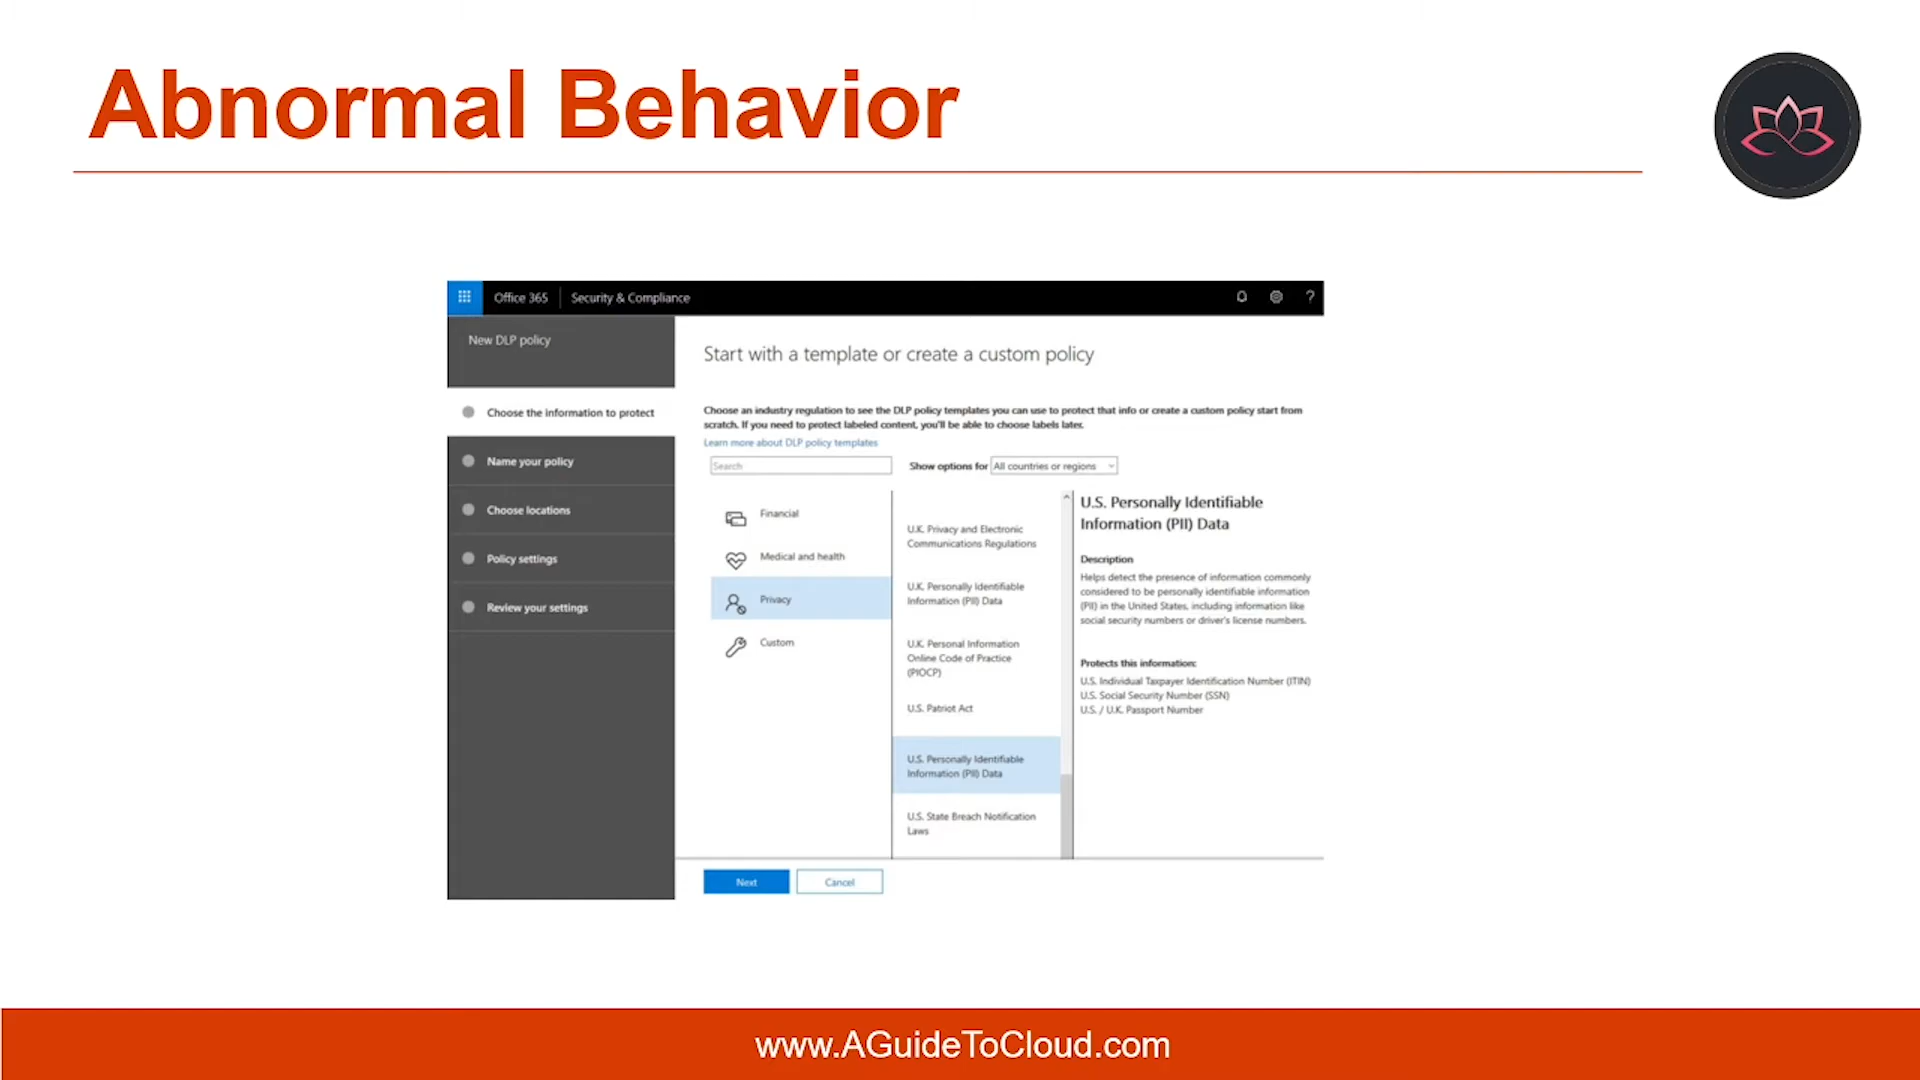 Abnormal Behavior
Office 365
Security & Compliance
?
New DLP policy
Choose the information to protect
Name your policy
Choose locations
Policy settings
Review your settings
Start with a template or create a custom policy
Choose an industry regulation to see the DLP policy templates you can use to protect that info or create a custom policy start from
scratch. If you need to protect labeled content, you'll be able to choose labels later.
Learn more about DLP policy templates
Search
Show options for
All countries or regions
Financial
Medical and health
Privacy
Custom
U.K. Privacy and Electronic
Communications Regulations
U.K. Personally Identifiable
Information (PII) Data
U.K. Personal Information
Online Code of Practice
(PIOCP)
U.S. Patriot Act
U.S. Personally Identifiable
Information (PII) Data
U.S. State Breach Notification
Laws
U.S. Personally Identifiable
Information (PII) Data
Description
Helps detect the presence of information commonly
considered to be personally identifiable information
(PII) in the United States, including information like
social security numbers or driver's license numbers.
Protects this information:
U.S. Individual Taxpayer Identification Number (ITIN)
U.S. Social Security Number (SSN)
U.S. / U.K. Passport Number
Next
Cancel
www.AGuideToCloud.com